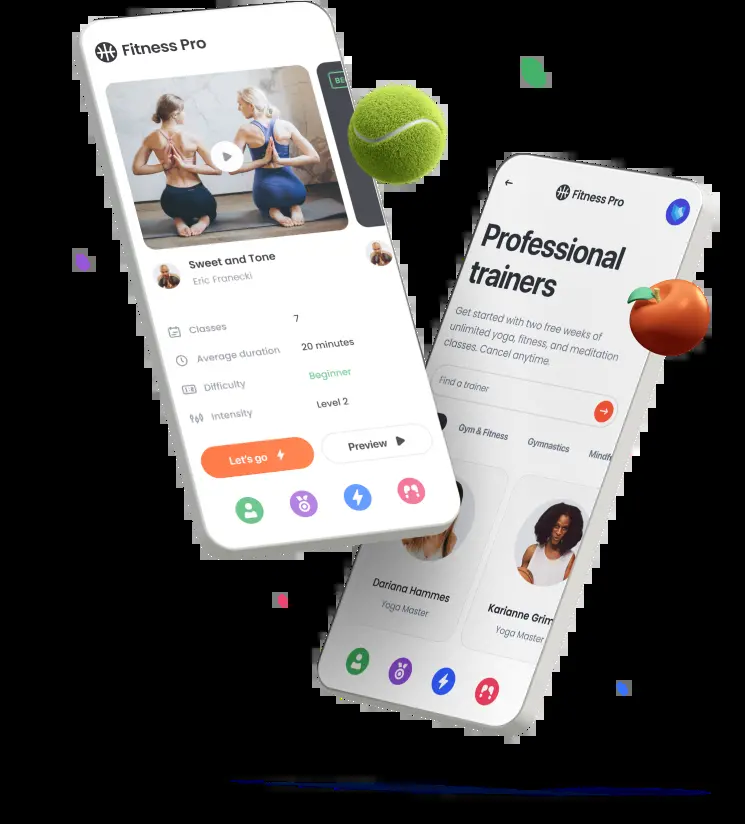 Fitness Pro
BE
Sweet and Tone
Eric Franecki
Classes 7
Average duration 20 minutes
Difficulty Beginner
Intensity Level 2
Let's go
Preview
Fitness Pro
Professional
trainers
Get started with two free weeks of
unlimited yoga, fitness, and meditation
classes. Cancel anytime.
Find a trainer
Gym & Fitness Gymnastics Mindf
Dariana Hammes
Yoga Master
Karianne Grim
Yoga Master